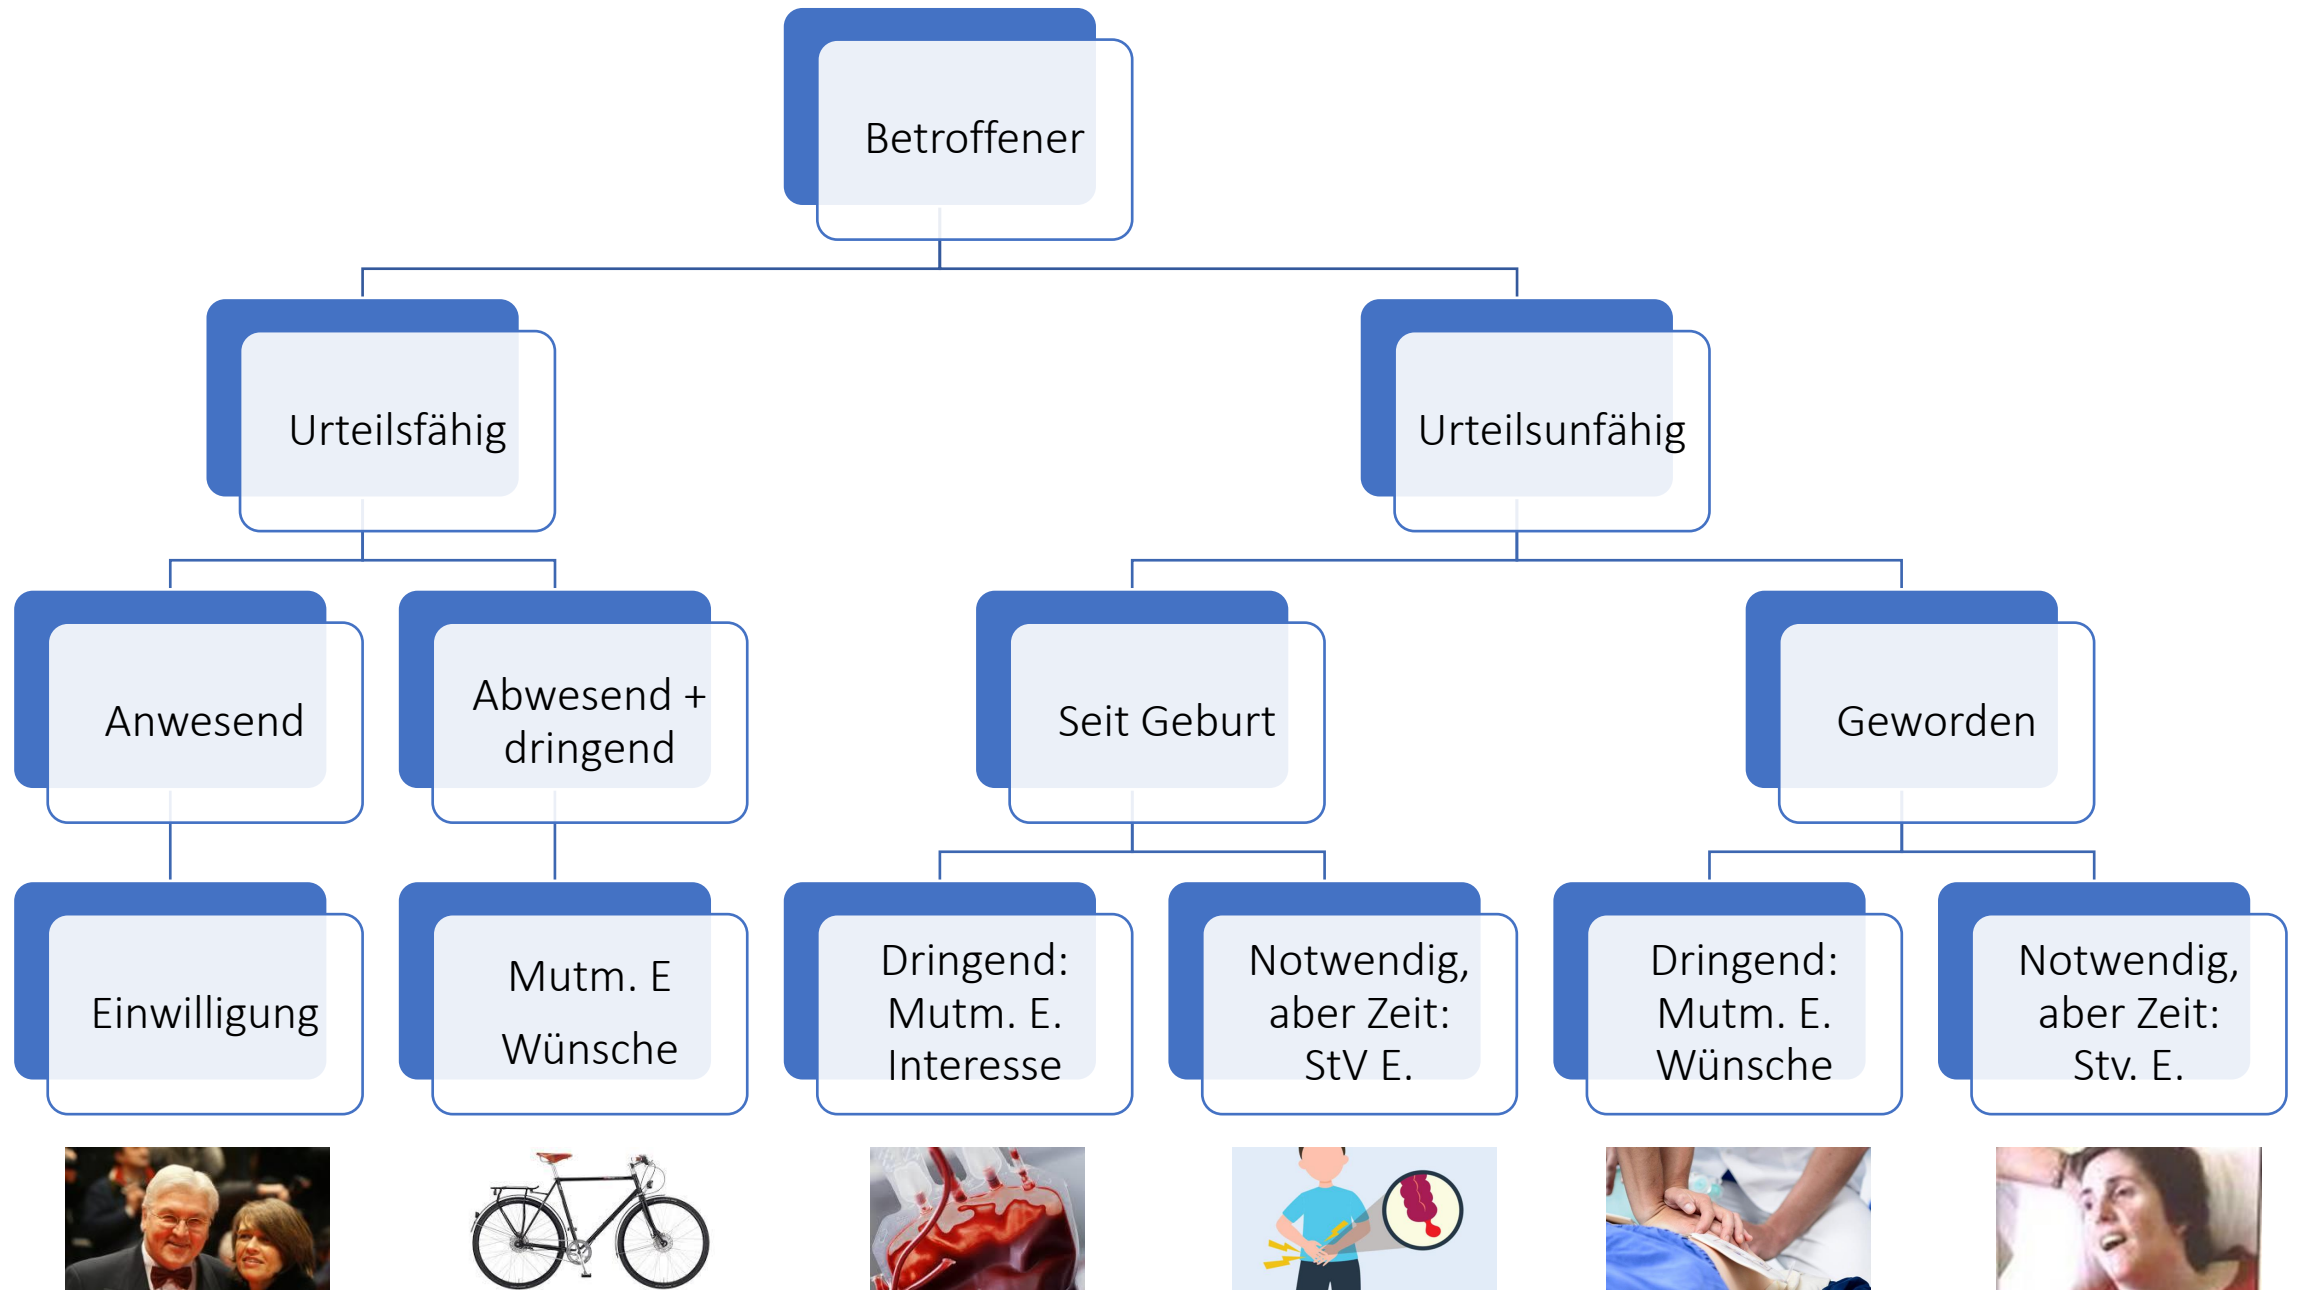 Betroffener
Urteilsfähig
Urteilsunfähig
Anwesend
Abwesend +
dringend
Seit Geburt
Geworden
Einwilligung
Mutm. E
Wünsche
Dringend:
Mutm. E.
Interesse
Notwendig,
aber Zeit:
StV E.
Dringend:
Mutm. E.
Wünsche
Notwendig,
aber Zeit:
Stv. E.